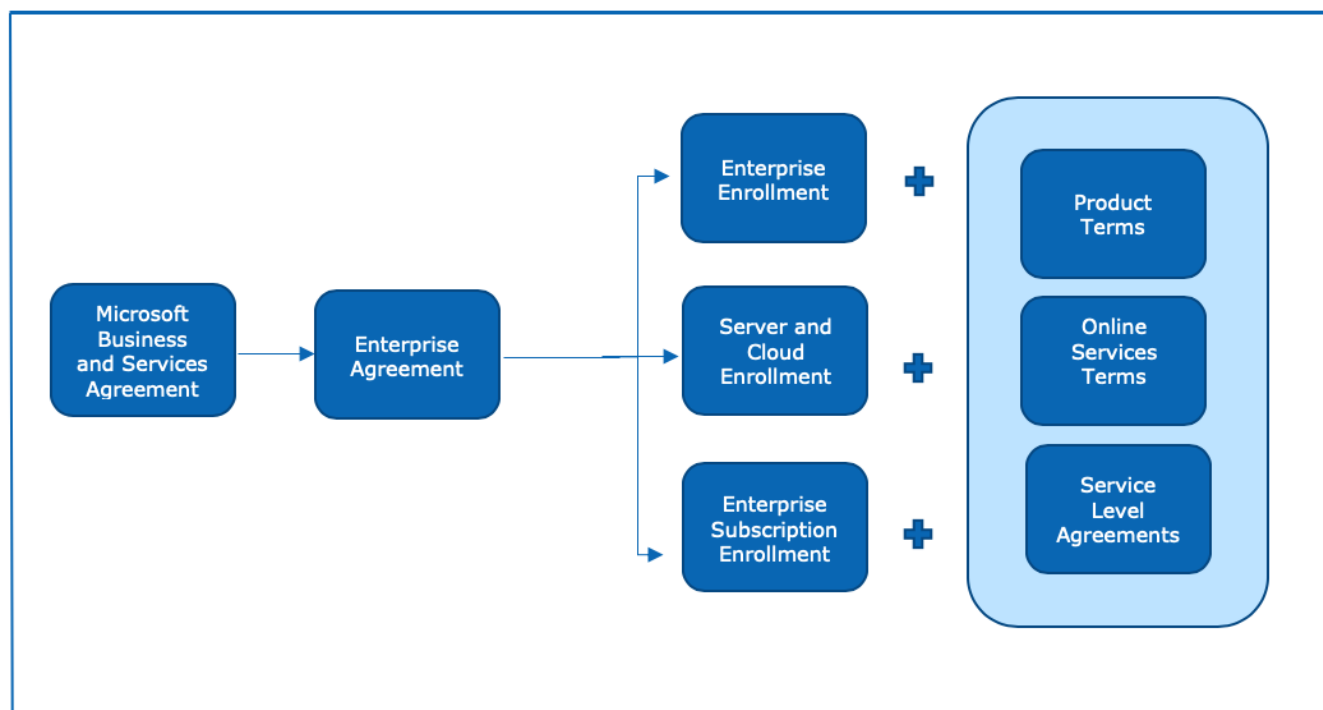 Microsoft
Business
and Services
Agreement
Enterprise
Agreement
Enterprise
Enrollment
Server and
Cloud
Enrollment
Enterprise
Subscription
Enrollment
Product
Terms
Online
Services
Terms
Service
Level
Agreements